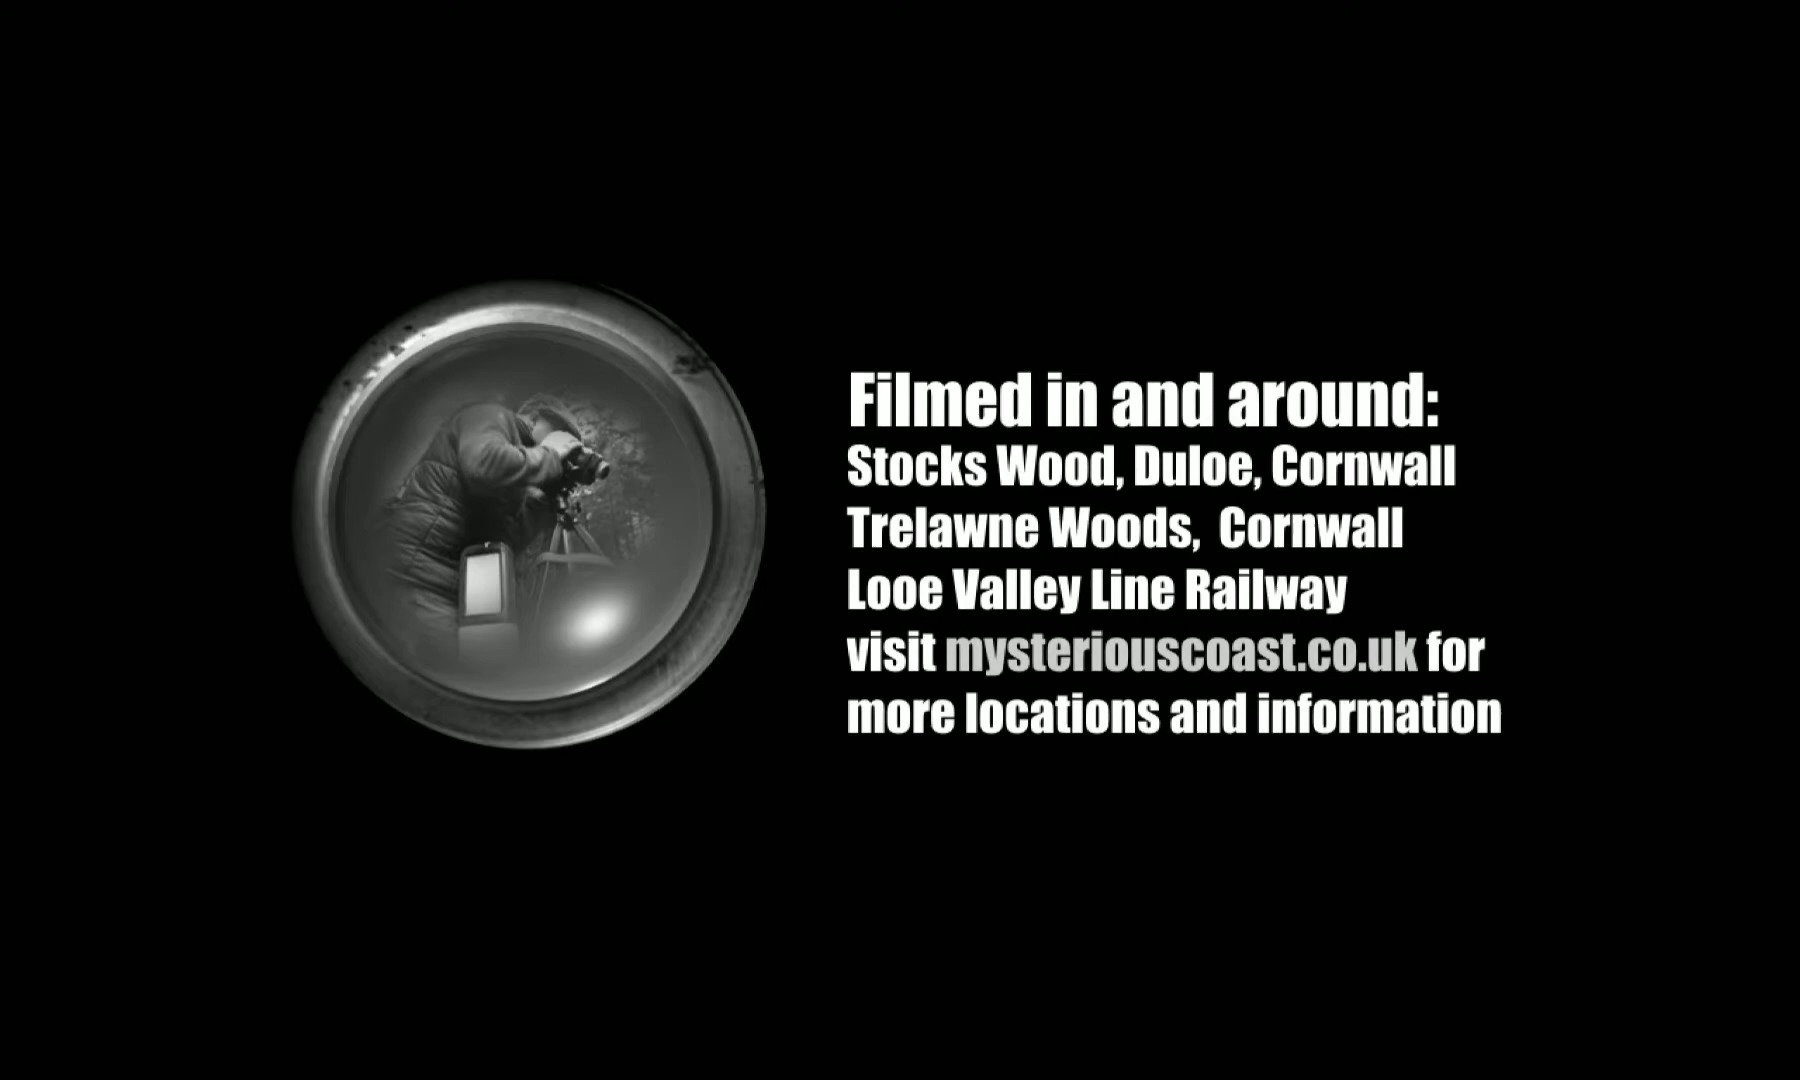 Filmed in and around:
Stocks Wood, Duloe, Cornwall
Trelawne Woods,  Cornwall
Looe Valley Line Railway
visit mysteriouscoast.co.uk for
more locations and information